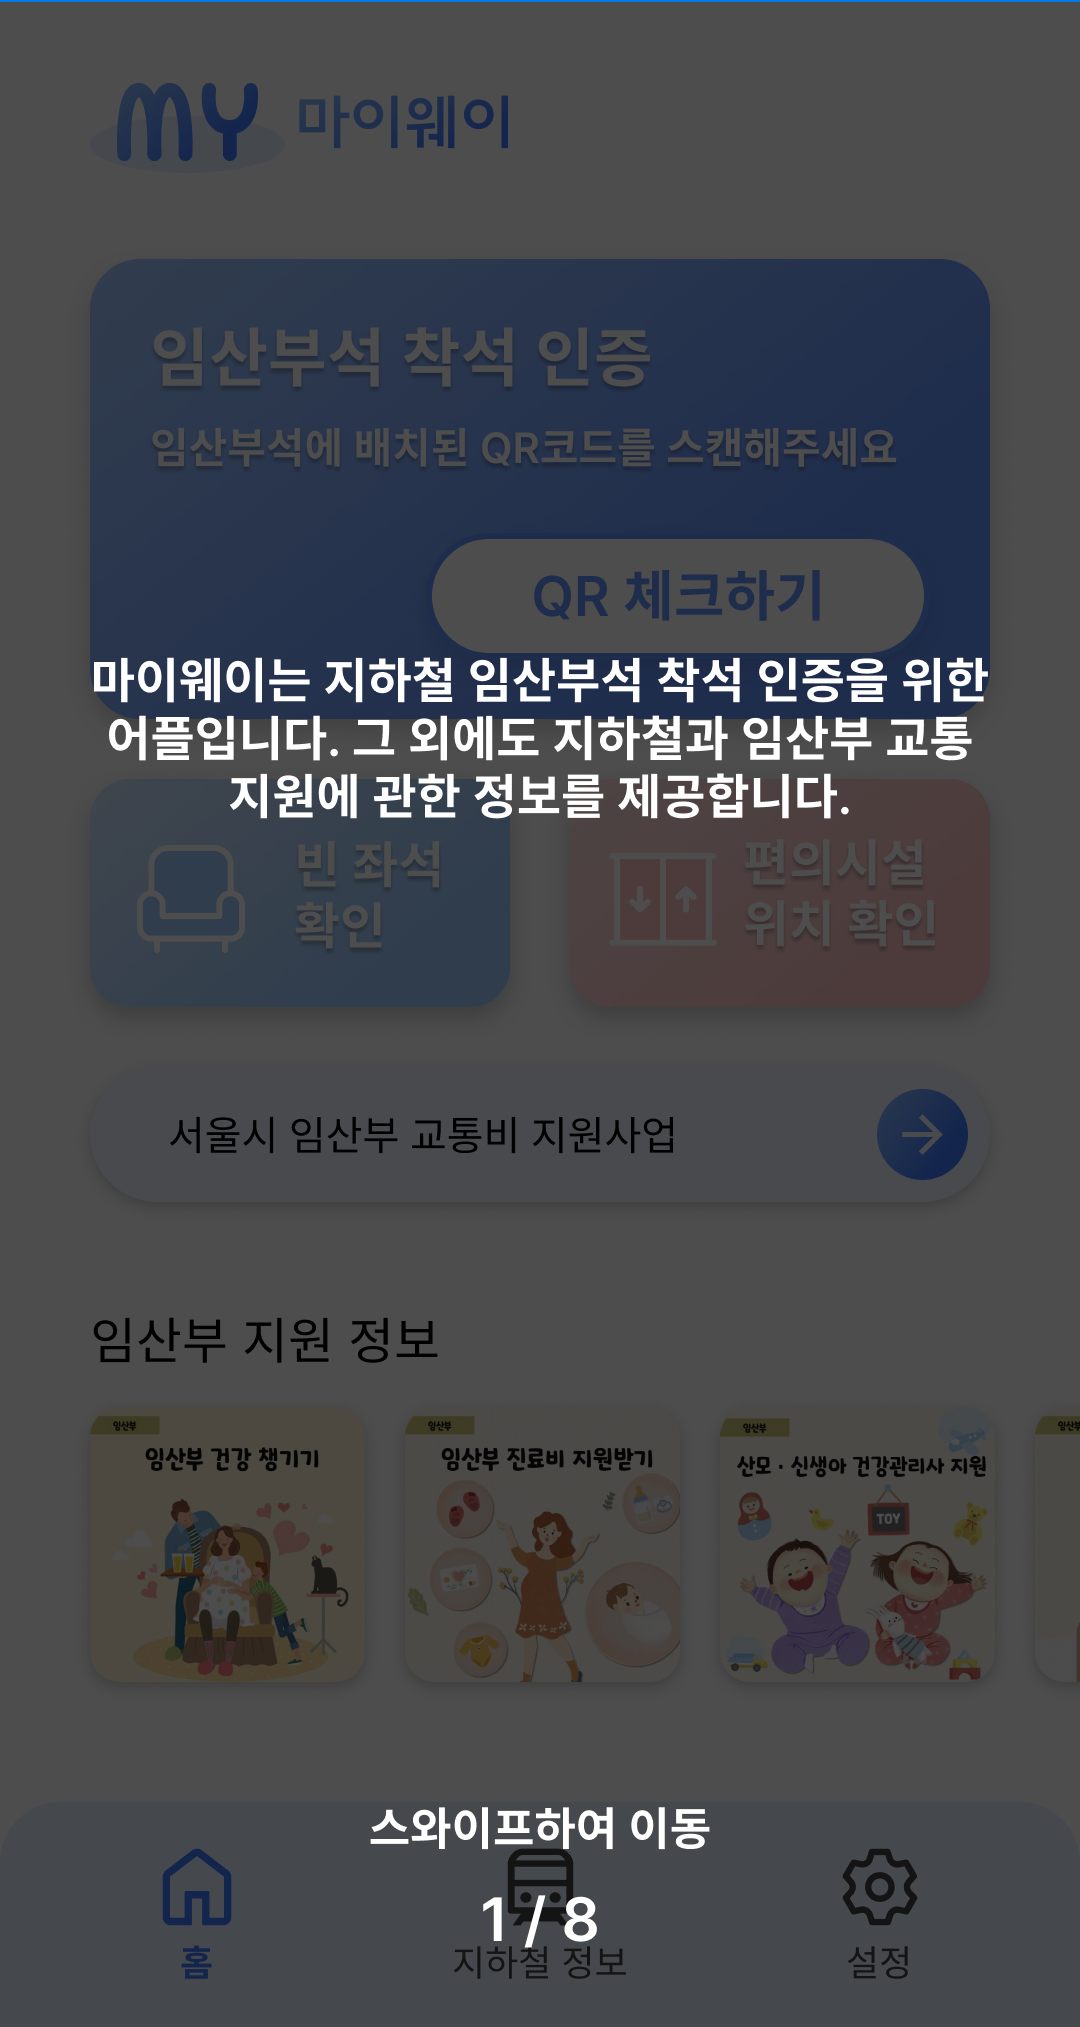 MY 마이웨이
임산부석 착석 인증
임산부석에 배치된 QR코드를 스캔해주세요
QR 체크하기
마이웨이는 지하철 임산부석 착석 인증을 위한
어플입니다. 그 외에도 지하철과 임산부 교통
지원에 관한 정보를 제공합니다.
빈 좌석
확인
편의시설
위치 확인
서울시 임산부 교통비 지원사업
임산부 지원 정보
임산부
임산부 건강 챙기기
임산부
임산부 진료비 지원받기
임산부
산모 · 신생아 건강관리사 지원
TOY
임산부
스와이프하여 이동
1 / 8
홈
지하철 정보
설정